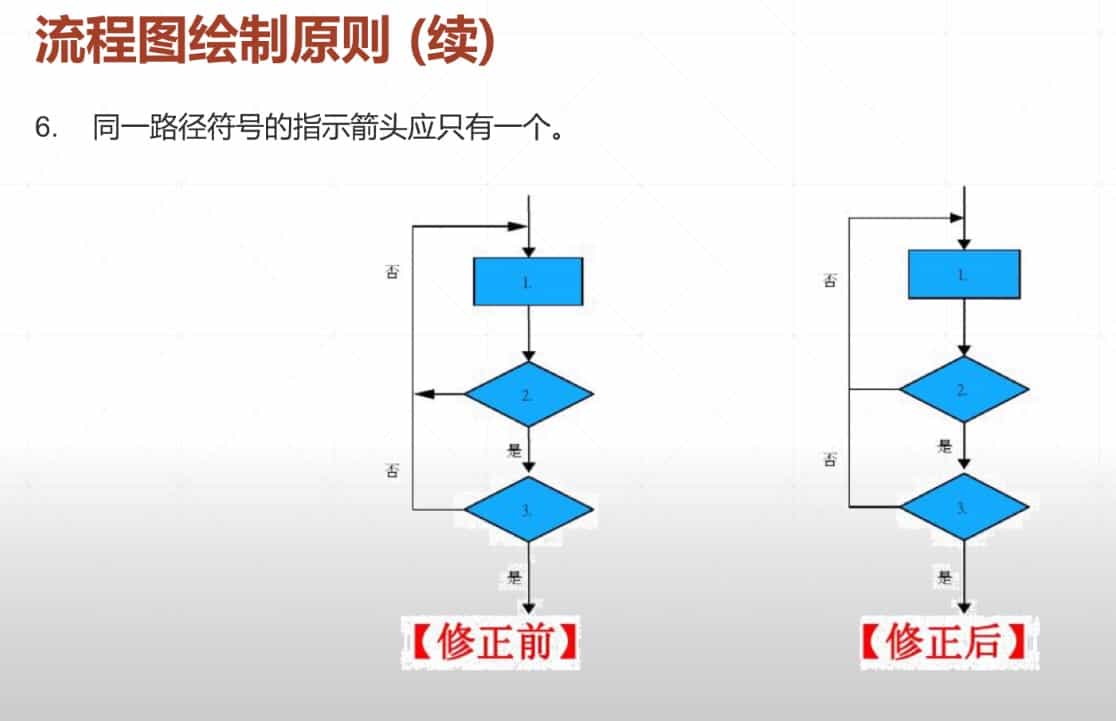 流程图绘制原则 (续)
6. 同一路径符号的指示箭头应只有一个。
否
1.
2.
是
否
3.
是
【修正前】
否
1.
2.
是
否
3.
是
【修正后】